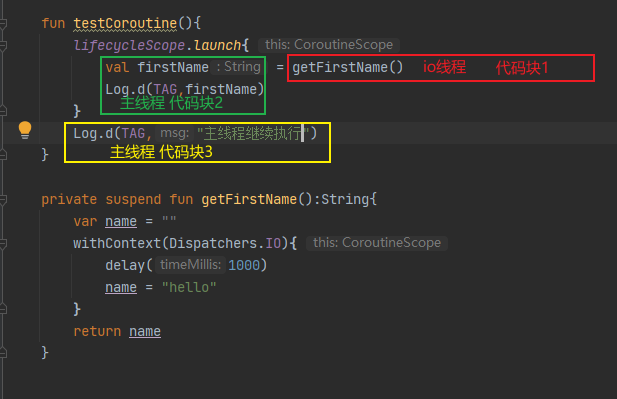 fun testCoroutine(){
lifecycleScope.launch{ this: CoroutineScope
val firstName : String = getFirstName() io线程 代码块1
Log.d(TAG,firstName)
主线程 代码块2
}
Log.d(TAG, msg: "主线程继续执行")
主线程 代码块3
}
private suspend fun getFirstName():String{
var name = ""
withContext(Dispatchers.IO){ this: CoroutineScope
delay( timeMillis: 1000)
name = "hello"
}
return name
}